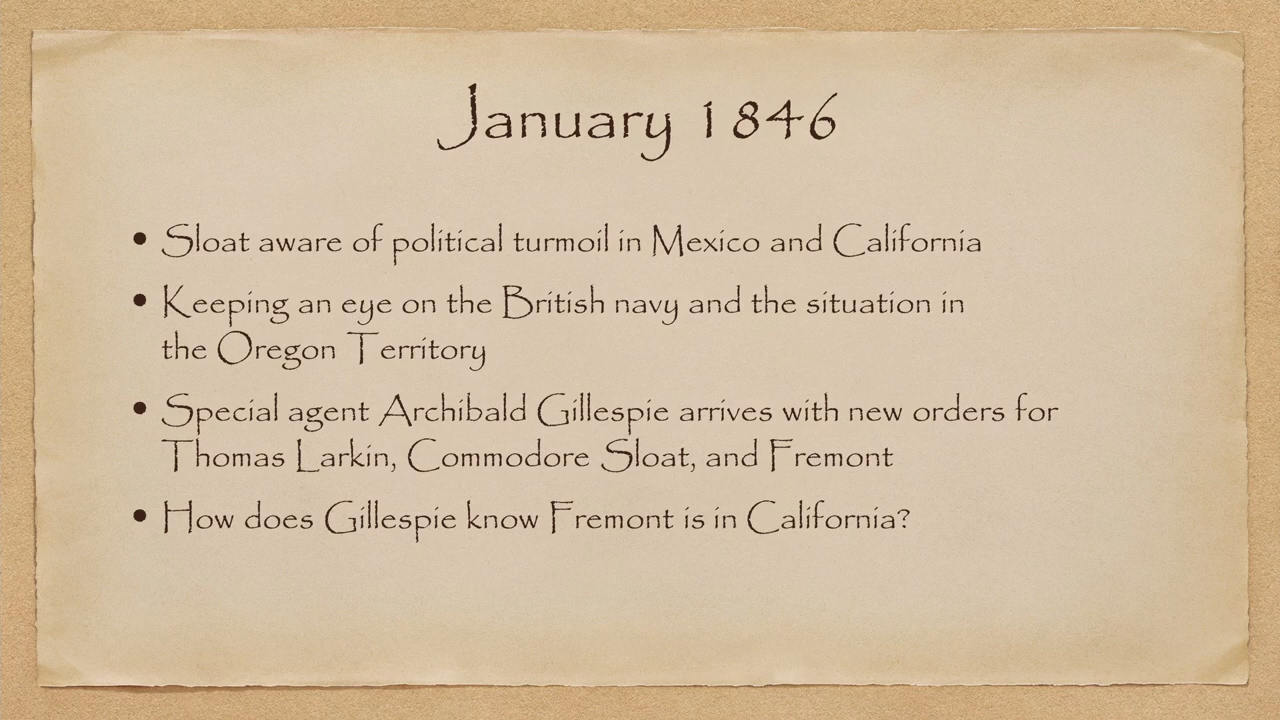 January 1846
• Sloat aware of political turmoil in Mexico and California
• Keeping an eye on the British navy and the situation in
the Oregon Territory
• Special agent Archibald Gillespie arrives with new orders for
Thomas Larkin, Commodore Sloat, and Fremont
• How does Gillespie know Fremont is in California?